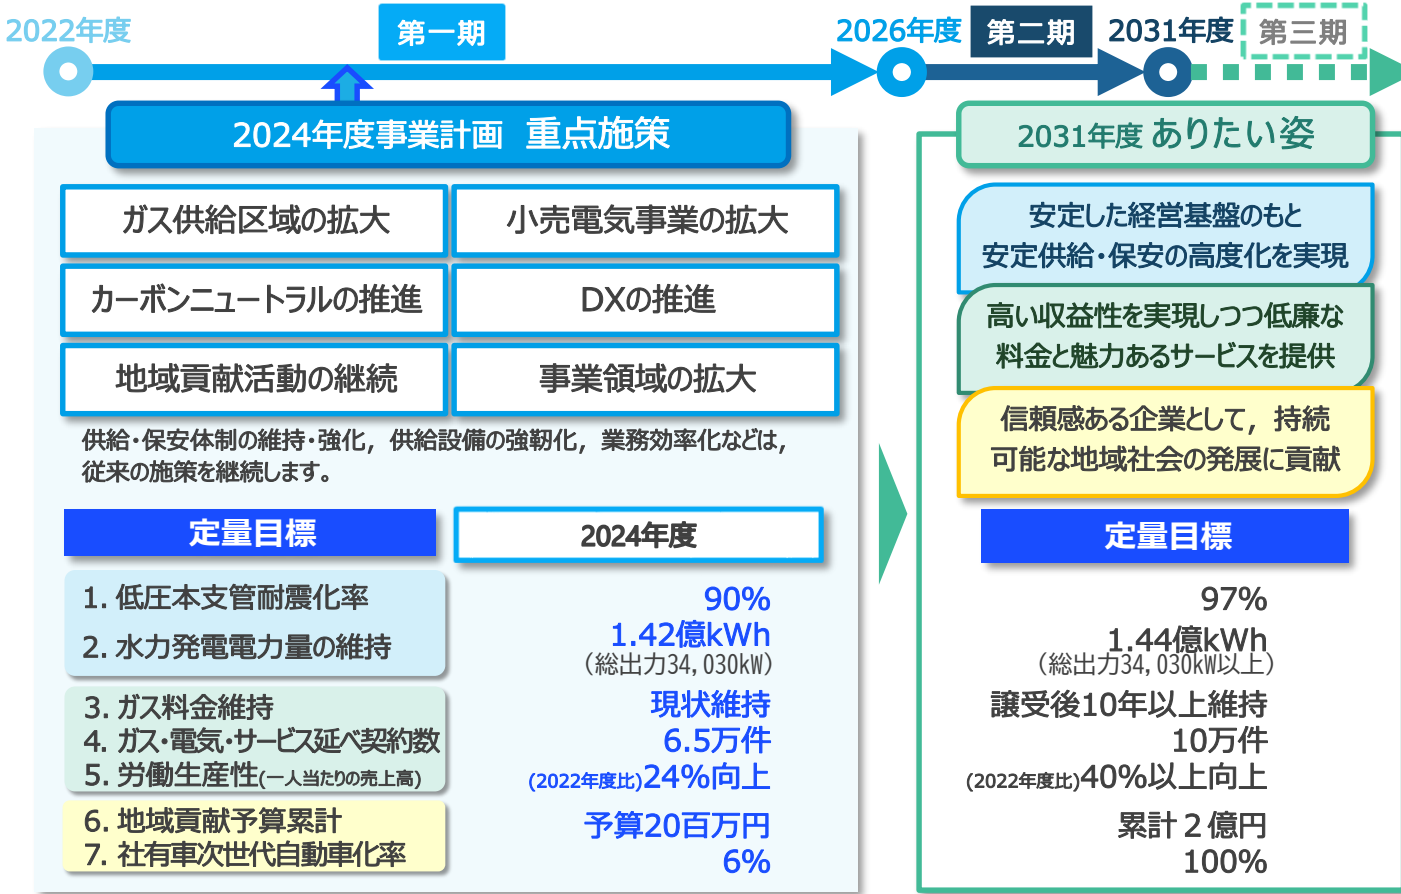 2022年度
第一期
2026年度
第二期
2031年度
第三期
2024年度事業計画 重点施策
ガス供給区域の拡大
小売電気事業の拡大
カーボンニュートラルの推進
DXの推進
地域貢献活動の継続
事業領域の拡大
供給・保安体制の維持・強化，供給設備の強靭化，業務効率化などは，
従来の施策を継続します。
定量目標
2024年度
1. 低圧本支管耐震化率
90%
2. 水力発電電力量の維持
1.42億kWh
（総出力34,030kW）
3. ガス料金維持
現状維持
4. ガス・電気・サービス延べ契約数
6.5万件
5. 労働生産性(一人当たりの売上高)
(2022年度比)24%向上
6. 地域貢献予算累計
予算20百万円
7. 社有車次世代自動車化率
6%
2031年度 ありたい姿
安定した経営基盤のもと
安定供給・保安の高度化を実現
高い収益性を実現しつつ低廉な
料金と魅力あるサービスを提供
信頼感ある企業として，持続
可能な地域社会の発展に貢献
定量目標
97%
1.44億kWh
（総出力34,030kW以上）
譲受後10年以上維持
10万件
(2022年度比)40%以上向上
累計２億円
100%